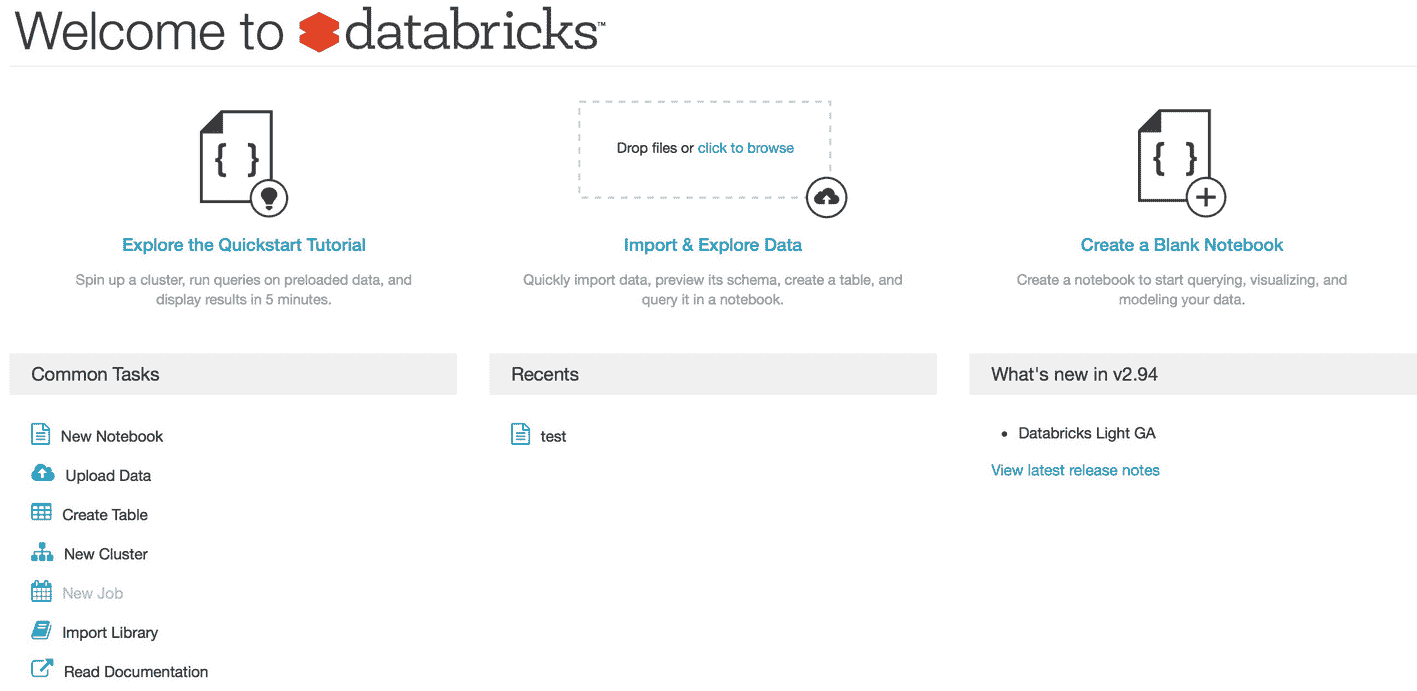 Welcome to databricks™
{ }
Drop files or click to browse
{ }
Explore the Quickstart Tutorial
Spin up a cluster, run queries on preloaded data, and
display results in 5 minutes.
Import & Explore Data
Quickly import data, preview its schema, create a table, and
query it in a notebook.
Create a Blank Notebook
Create a notebook to start querying, visualizing, and
modeling your data.
Common Tasks
New Notebook
Upload Data
Create Table
New Cluster
New Job
Import Library
Read Documentation
Recents
test
What's new in v2.94
• Databricks Light GA
View latest release notes